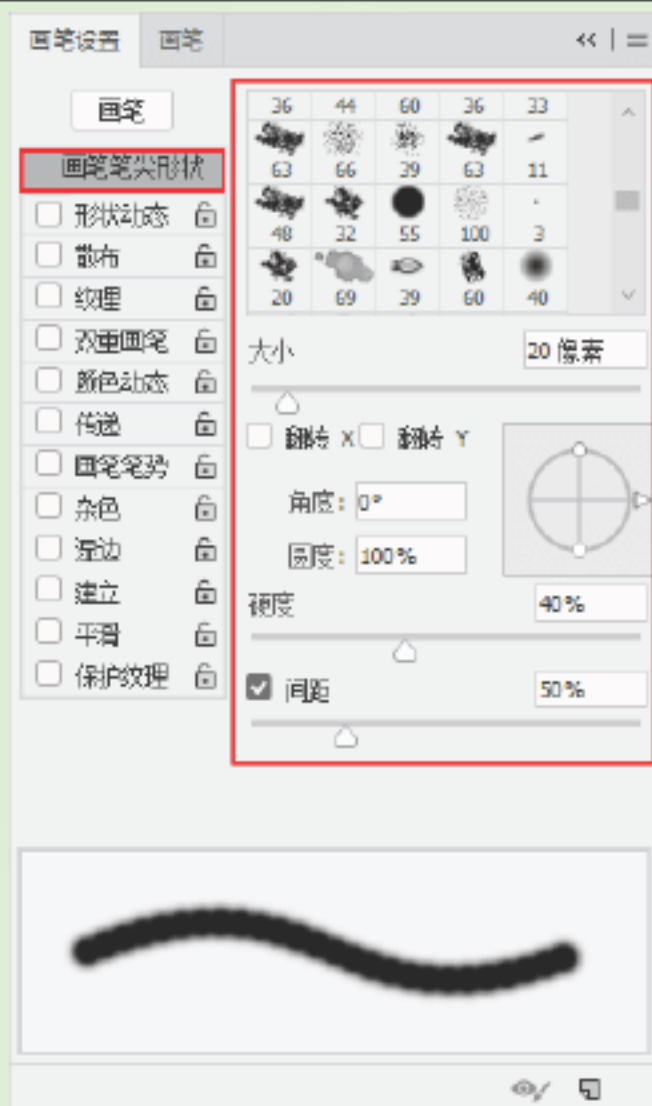 画笔设置 画笔
画笔
画笔笔尖形状
形状动态
散布
纹理
双重画笔
颜色动态
传递
画笔笔势
杂色
湿边
建立
平滑
保护纹理
36 44 60 36 33
63 66 39 63 11
48 32 55 100 3
20 69 39 60 40
大小 20 像素
翻转 X 翻转 Y
角度: 0°
圆度: 100%
硬度 40%
间距 50%